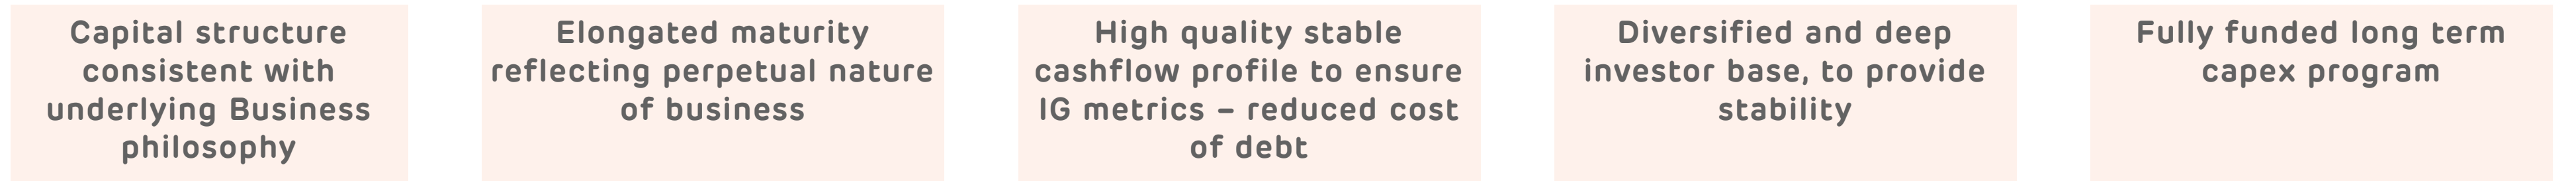 Capital structure
consistent with
underlying Business
philosophy
Elongated maturity
reflecting perpetual nature
of business
High quality stable
cashflow profile to ensure
IG metrics – reduced cost
of debt
Diversified and deep
investor base, to provide
stability
Fully funded long term
capex program